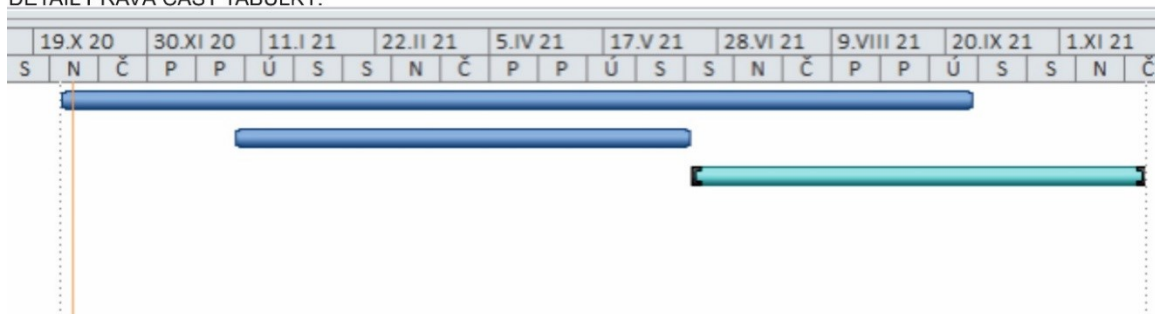 DETAIL PRAVÁ ČÁST TABULKY:
19.X 20 30.XI 20 11.I 21 22.II 21 5.IV 21 17.V 21 28.VI 21 9.VIII 21 20.IX 21 1.XI 21
S N Č P P Ú S S N Č P P Ú S S N Č P P Ú S S N Č